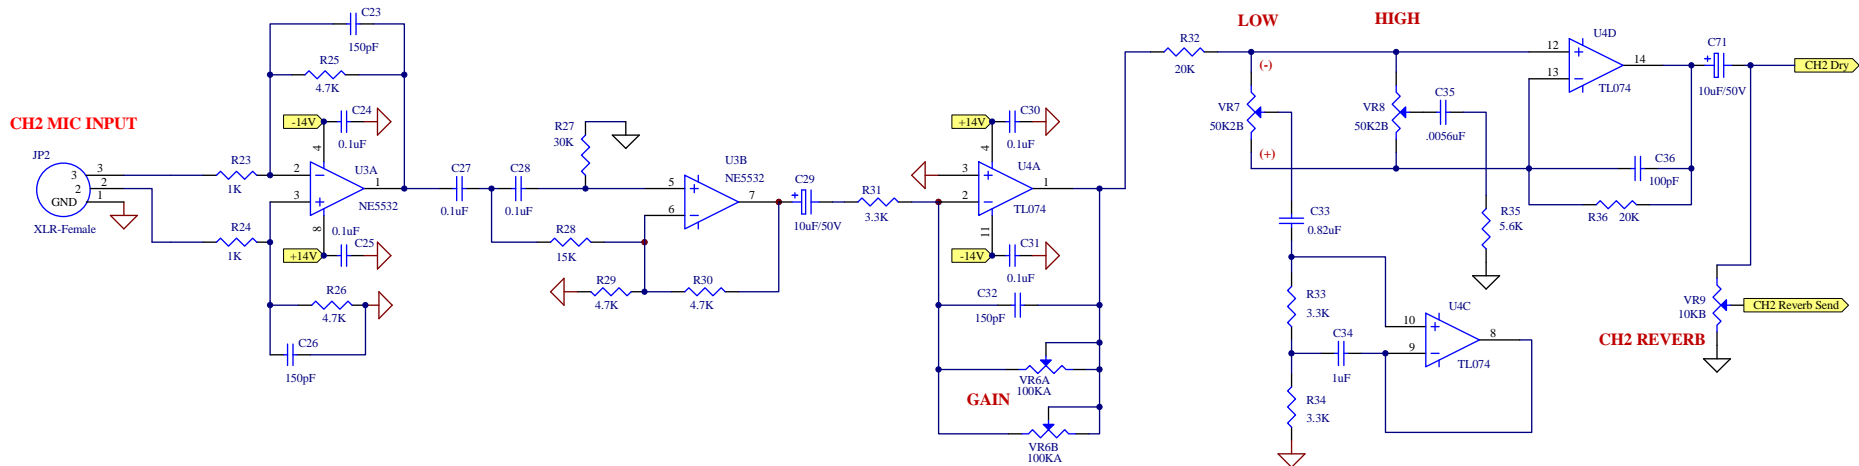 CH2 MIC INPUT
JP2
3
2
GND
XLR-Female
3
2
1
R23
1K
R24
1K
C23
150pF
R25
4.7K
-14V
C24
0.1uF
4
U3A
2
3
1
NE5532
8
0.1uF
+14V
C25
R26
4.7K
C26
150pF
C27
0.1uF
C28
0.1uF
R27
30K
R28
15K
R29
4.7K
R30
4.7K
U3B
NE5532
5
6
7
C29
+
10uF/50V
R31
3.3K
+14V
C30
0.1uF
4
U4A
3
2
1
TL074
11
-14V
C31
0.1uF
C32
150pF
VR6A
100KA
GAIN
VR6B
100KA
R32
20K
LOW
HIGH
(-)
VR7
50K2B
(+)
VR8
50K2B
C35
.0056uF
C33
0.82uF
R33
3.3K
C34
1uF
R34
3.3K
R35
5.6K
U4C
10
9
8
TL074
U4D
12
13
14
TL074
C36
100pF
R36
20K
C71
+
10uF/50V
CH2 Dry
VR9
10KB
CH2 Reverb Send
CH2 REVERB